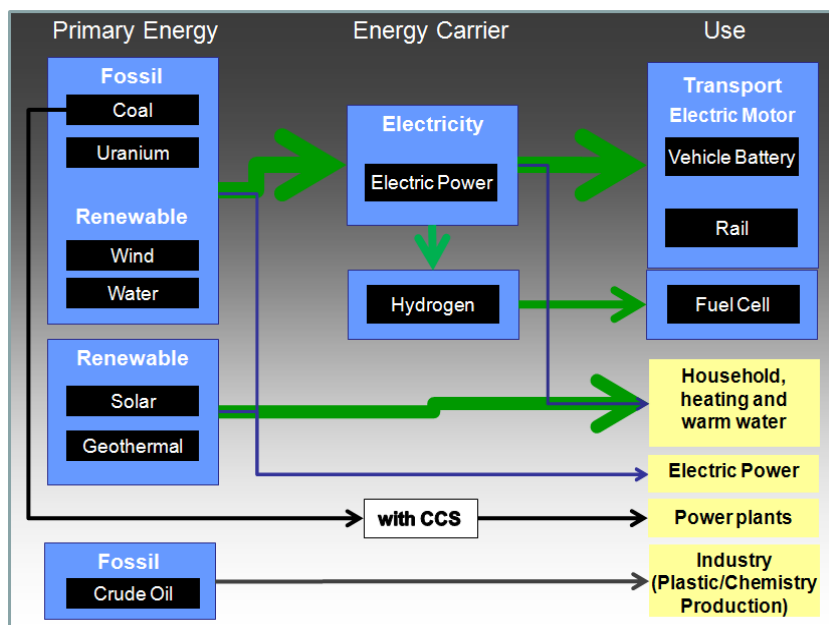 Primary Energy
Energy Carrier
Use
Fossil
Coal
Uranium
Renewable
Wind
Water
Electricity
Electric Power
Hydrogen
Transport
Electric Motor
Vehicle Battery
Rail
Fuel Cell
Renewable
Solar
Geothermal
Household,
heating and
warm water
Electric Power
with CCS
Power plants
Fossil
Crude Oil
Industry
(Plastic/Chemistry
Production)